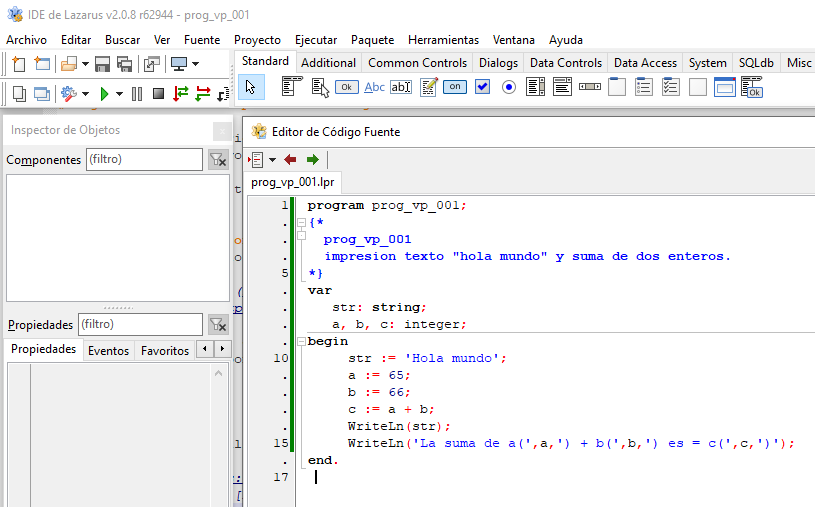 IDE de Lazarus v2.0.8 r62944 - prog_vp_001
Archivo Editar Buscar Ver Fuente Proyecto Ejecutar Paquete Herramientas Ventana Ayuda
Standard Additional Common Controls Dialogs Data Controls Data Access System SQLdb Misc
Ok Abc abI on Ok
Inspector de Objetos
Componentes (filtro)
Propiedades (filtro)
Propiedades Eventos Favoritos
Editor de Código Fuente
prog_vp_001.lpr
1 program prog_vp_001;
. {*
. prog_vp_001
. impresion texto "hola mundo" y suma de dos enteros.
5 *}
. var
. str: string;
. a, b, c: integer;
. begin
10 str := 'Hola mundo';
. a := 65;
. b := 66;
. c := a + b;
. WriteLn(str);
15 WriteLn('La suma de a(',a,') + b(',b,') es = c(',c,')');
. end.
17